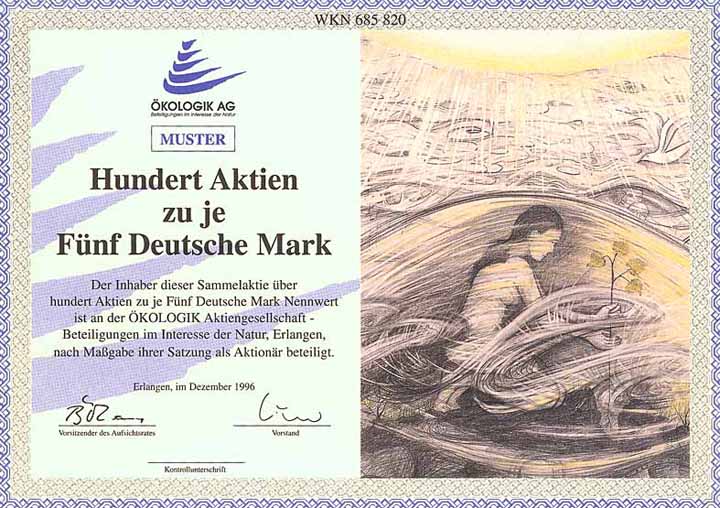 WKN 685 820
ÖKOLOGIK AG
Beteiligungen im Interesse der Natur
MUSTER
Hundert Aktien
zu je
Fünf Deutsche Mark
Der Inhaber dieser Sammelaktie über
hundert Aktien zu je Fünf Deutsche Mark Nennwert
ist an der ÖKOLOGIK Aktiengesellschaft -
Beteiligungen im Interesse der Natur, Erlangen,
nach Maßgabe ihrer Satzung als Aktionär beteiligt.
Erlangen, im Dezember 1996
Vorsitzender des Aufsichtsrates
Vorstand
Kontrollunterschrift